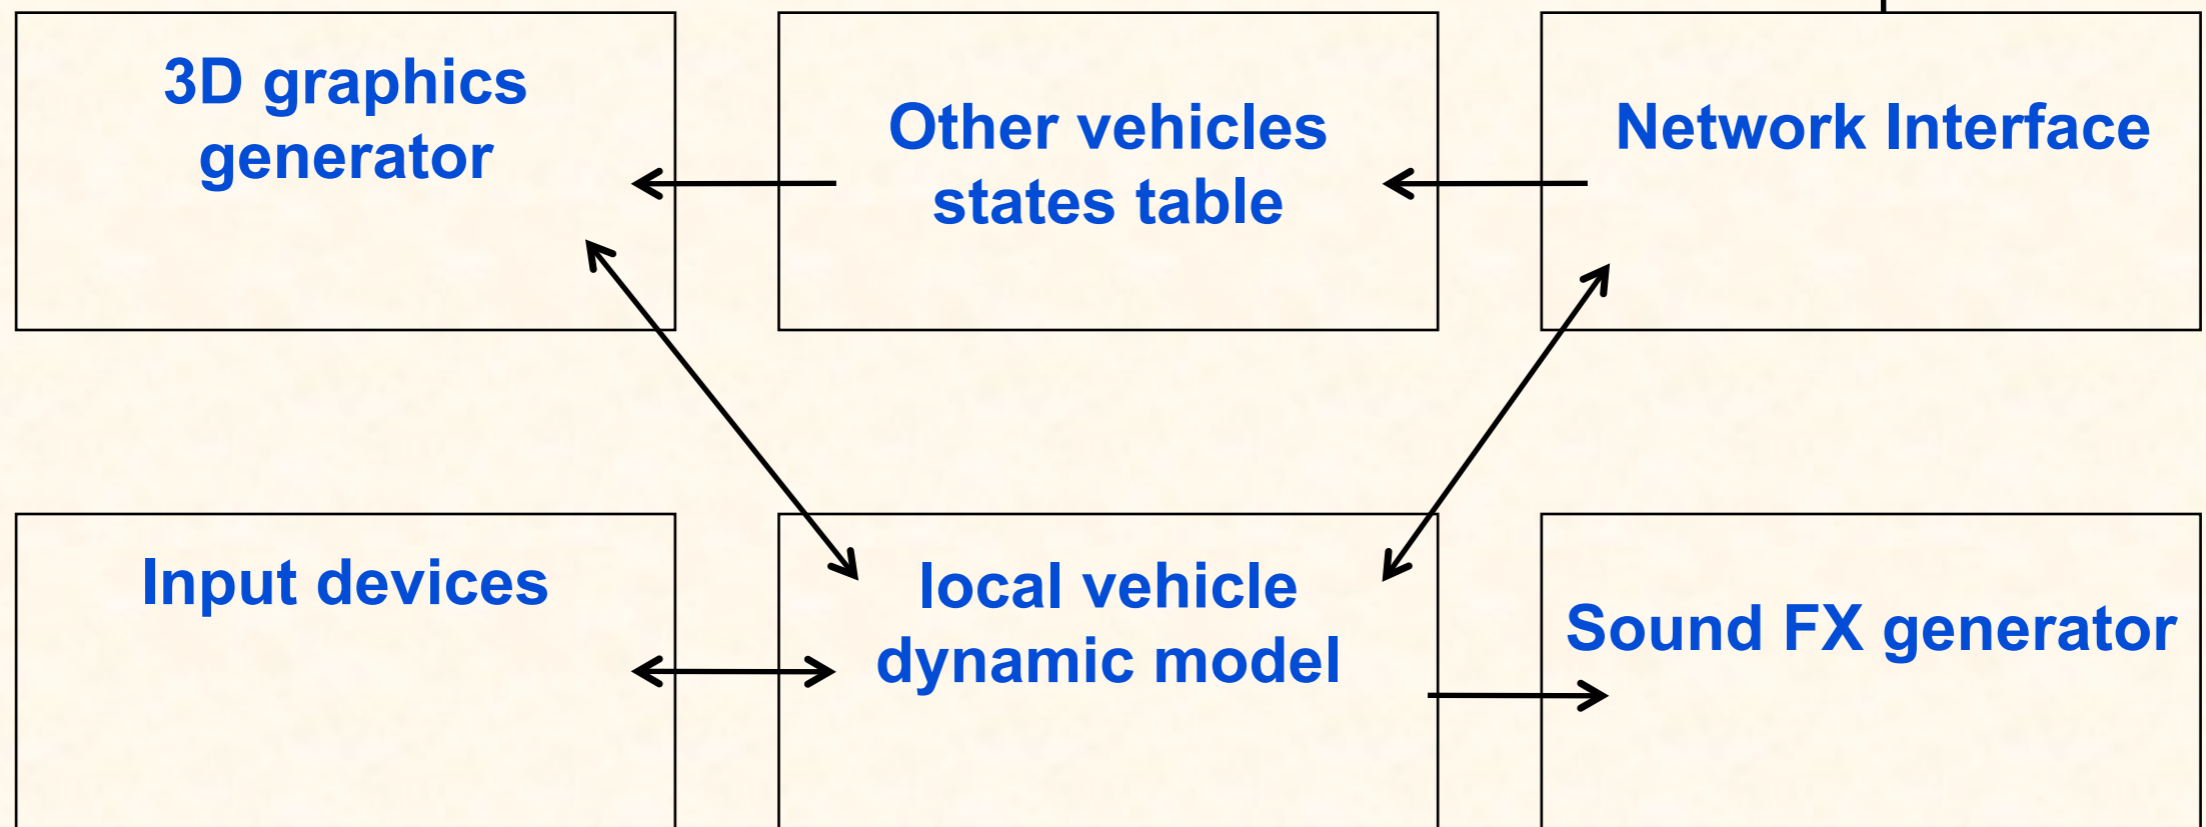 3D graphics
generator
Other vehicles
states table
Network Interface
Input devices
local vehicle
dynamic model
Sound FX generator